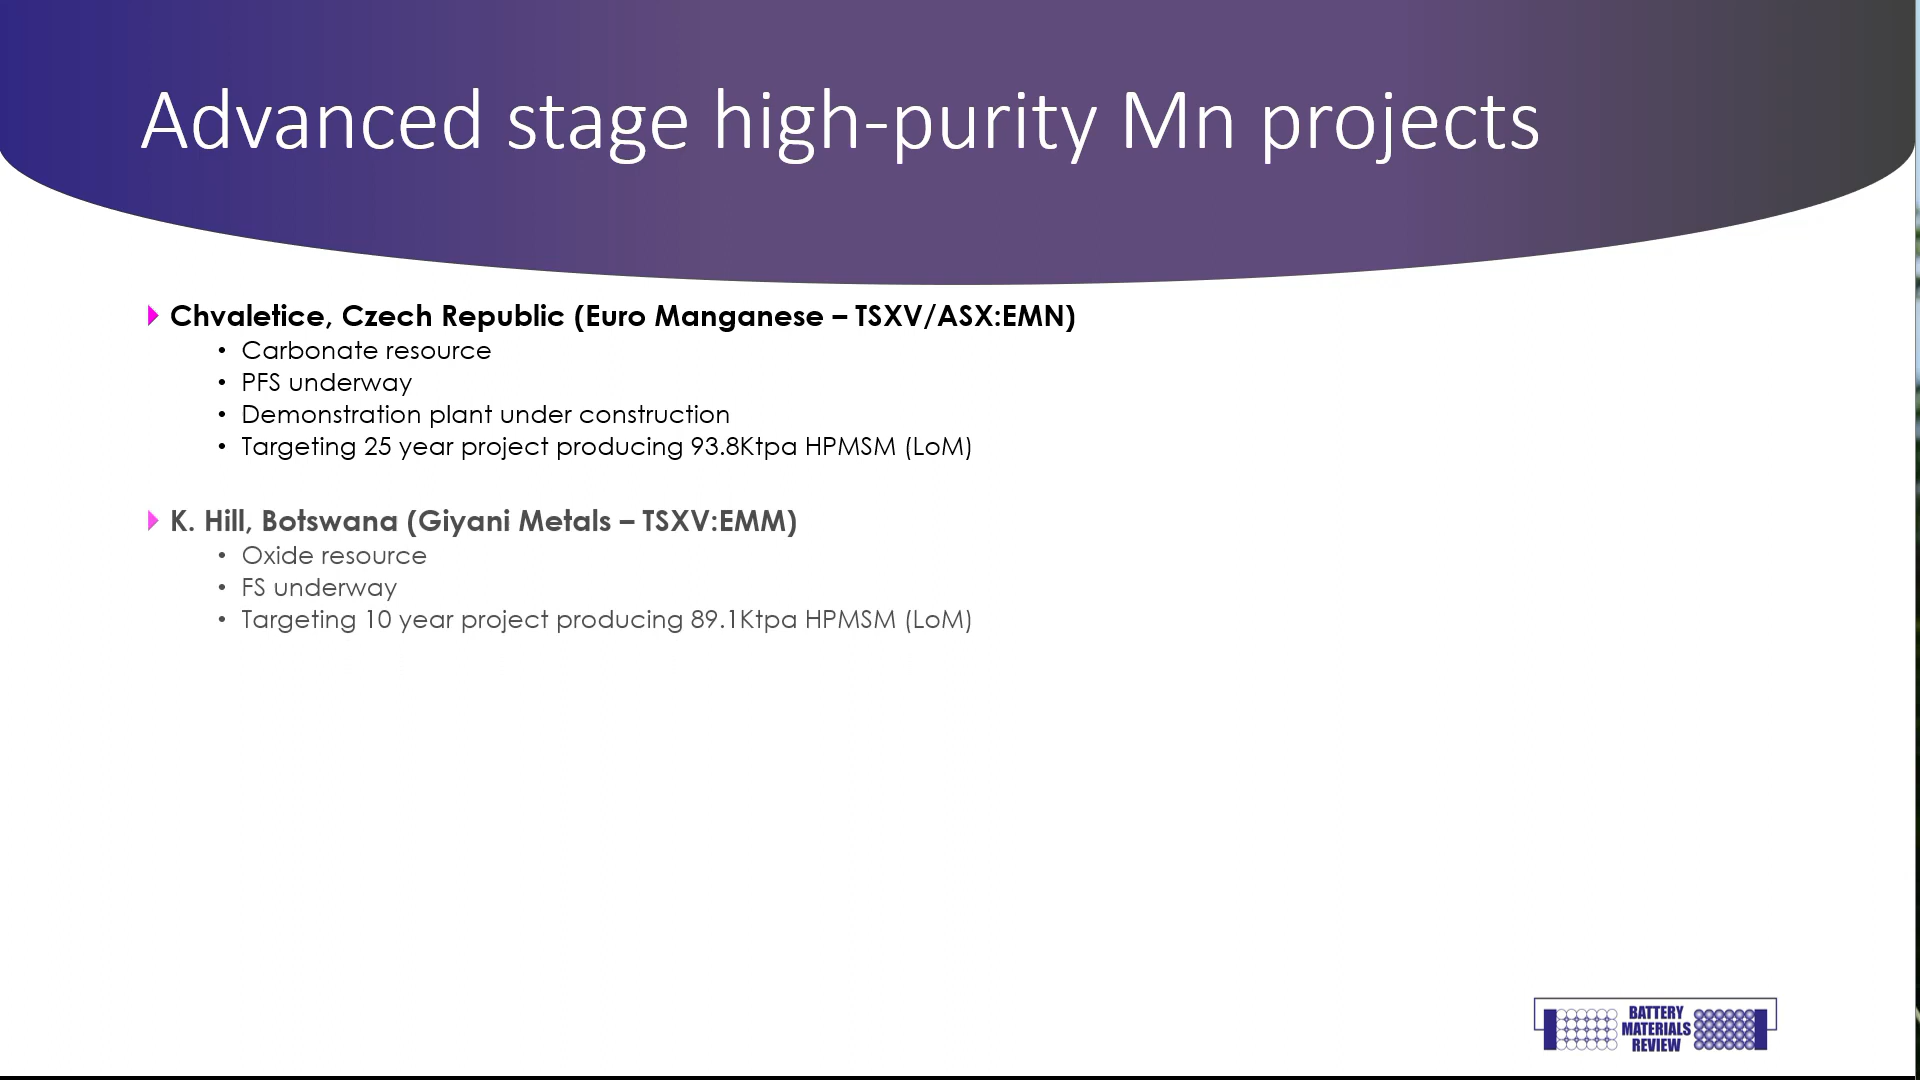 Advanced stage high-purity Mn projects
Chvaletice, Czech Republic (Euro Manganese – TSXV/ASX:EMN)
• Carbonate resource
• PFS underway
• Demonstration plant under construction
• Targeting 25 year project producing 93.8Ktpa HPMSM (LoM)
K. Hill, Botswana (Giyani Metals – TSXV:EMM)
• Oxide resource
• FS underway
• Targeting 10 year project producing 89.1Ktpa HPMSM (LoM)
BATTERY
MATERIALS
REVIEW